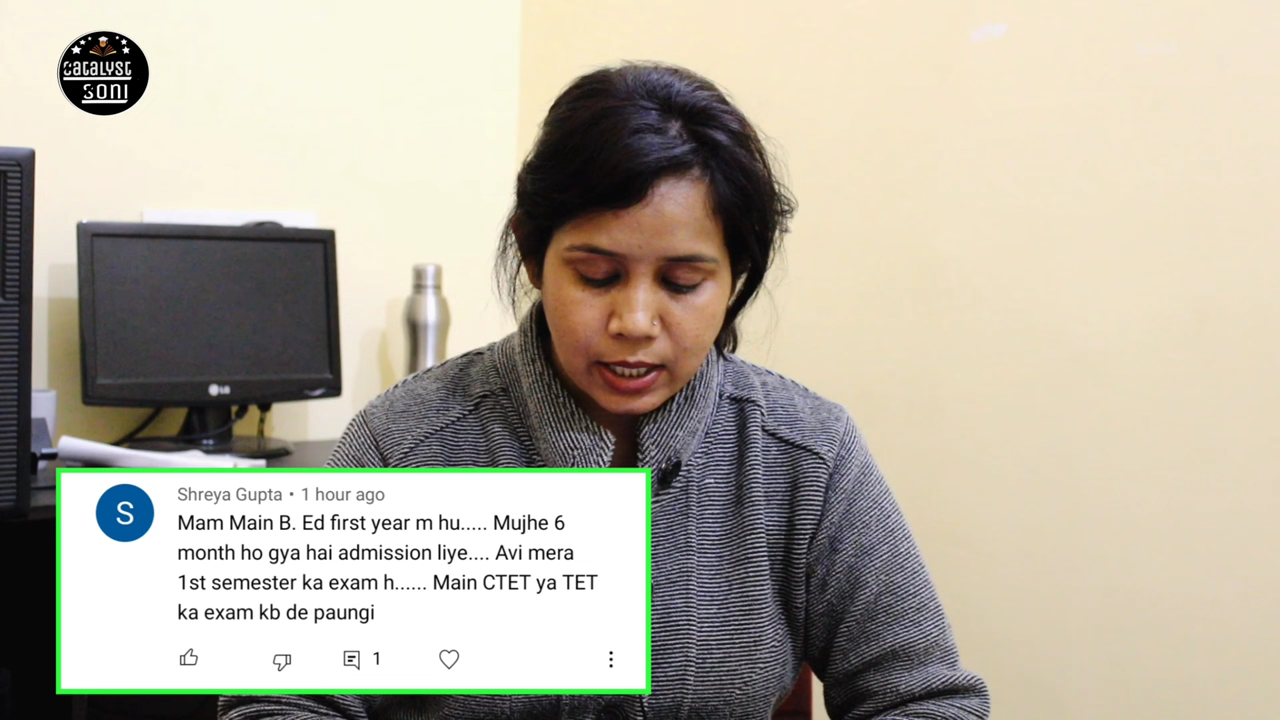 CATALYST
SONI
LG
Shreya Gupta • 1 hour ago
Mam Main B. Ed first year m hu..... Mujhe 6
month ho gya hai admission liye.... Avi mera
1st semester ka exam h...... Main CTET ya TET
ka exam kb de paungi
1